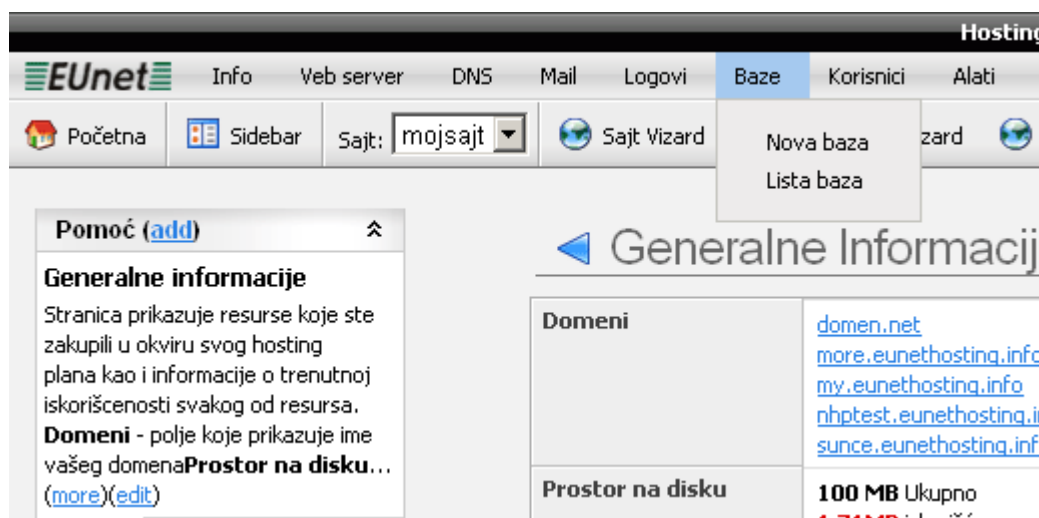 Hosting
EUnet Info Veb server DNS Mail Logovi Baze Korisnici Alati
Početna Sidebar Sajt: mojsajt Sajt Vizard
Nova baza
Lista baza
Pomoć (add)
Generalne informacije
Stranica prikazuje resurse koje ste
zakupili u okviru svog hosting
plana kao i informacije o trenutnoj
iskorišcenosti svakog od resursa.
Domeni - polje koje prikazuje ime
vašeg domenaProstor na disku...
(more)(edit)
Generalne Informacij
Domeni
domen.net
more.eunethosting.info
my.eunethosting.info
nhptest.eunethosting.i
sunce.eunethosting.inf
Prostor na disku
100 MB Ukupno